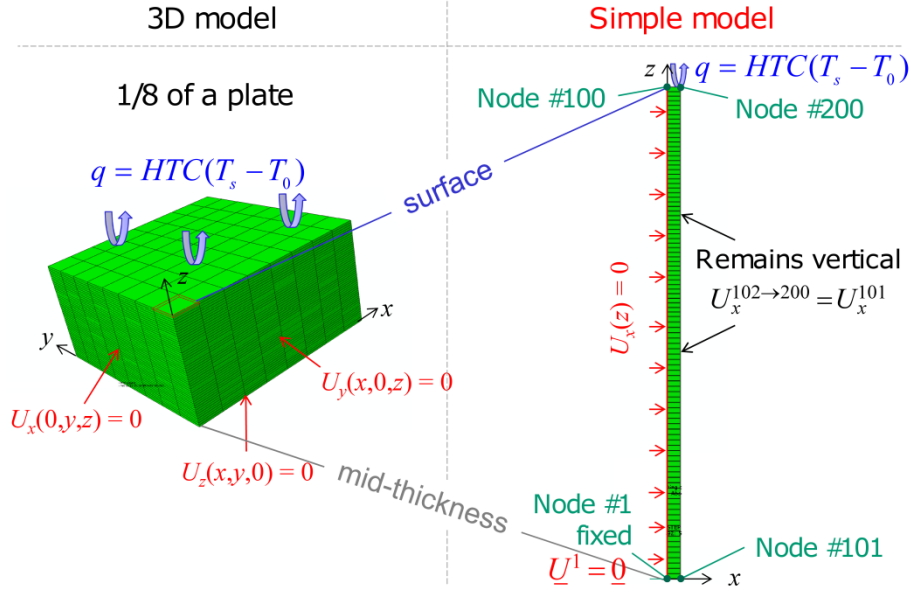 3D model
Simple model
1/8 of a plate
q = HTC(T_s − T_0)
z
x
y
U_x(0,y,z) = 0
U_y(x,0,z) = 0
U_z(x,y,0) = 0
surface
mid-thickness
z
q = HTC(T_s − T_0)
Node #100
Node #200
U_x(z) = 0
Remains vertical
U_x^{102→200} = U_x^{101}
Node #1
fixed
U^1 = 0
Node #101
x